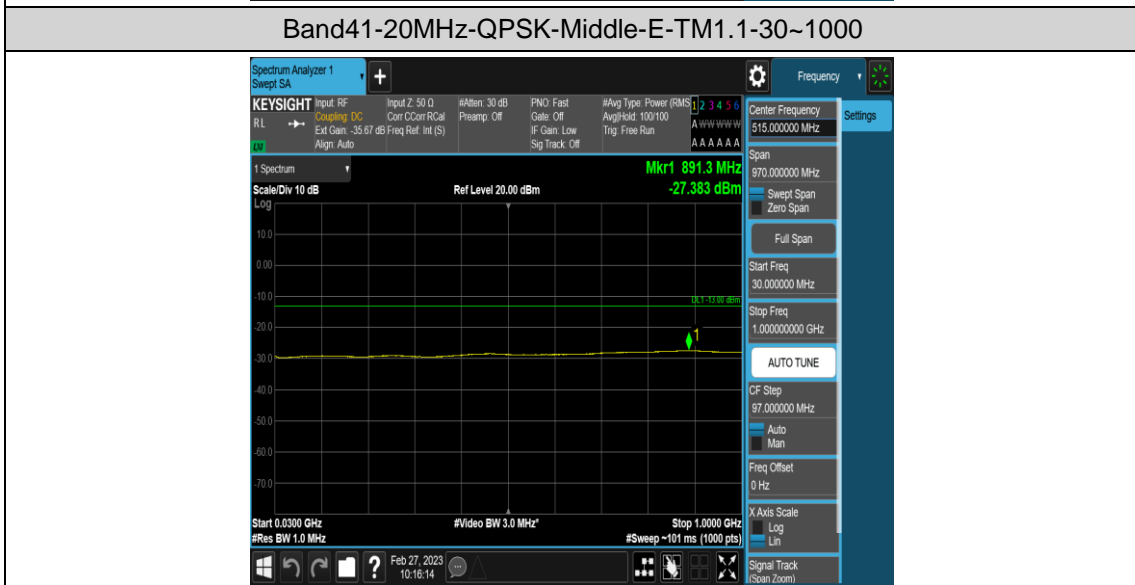 Band41-20MHz-QPSK-Middle-E-TM1.1-30~1000
Spectrum Analyzer 1
Swept SA
+
Frequency
KEYSIGHT
RL
LXI
Input: RF
Coupling: DC
Ext Gain: -35.67 dB
Align: Auto
Input Z: 50 Ω
Corr CCorr RCal
Freq Ref: Int (S)
#Atten: 30 dB
Preamp: Off
PNO: Fast
Gate: Off
IF Gain: Low
Sig Track: Off
#Avg Type: Power (RMS
Avg|Hold: 100/100
Trig: Free Run
1 2 3 4 5 6
A W W W W W
A A A A A A
1 Spectrum
Scale/Div 10 dB
Log
Ref Level 20.00 dBm
Mkr1 891.3 MHz
-27.383 dBm
10.0
0.00
-10.0
DL1 -13.00 dBm
-20.0
1
-30.0
-40.0
-50.0
-60.0
-70.0
Start 0.0300 GHz
#Res BW 1.0 MHz
#Video BW 3.0 MHz*
Stop 1.0000 GHz
#Sweep ~101 ms (1000 pts)
?
Feb 27, 2023
10:16:14
Center Frequency
515.000000 MHz
Settings
Span
970.000000 MHz
Swept Span
Zero Span
Full Span
Start Freq
30.000000 MHz
Stop Freq
1.000000000 GHz
AUTO TUNE
CF Step
97.000000 MHz
Auto
Man
Freq Offset
0 Hz
X Axis Scale
Log
Lin
Signal Track
(Span Zoom)